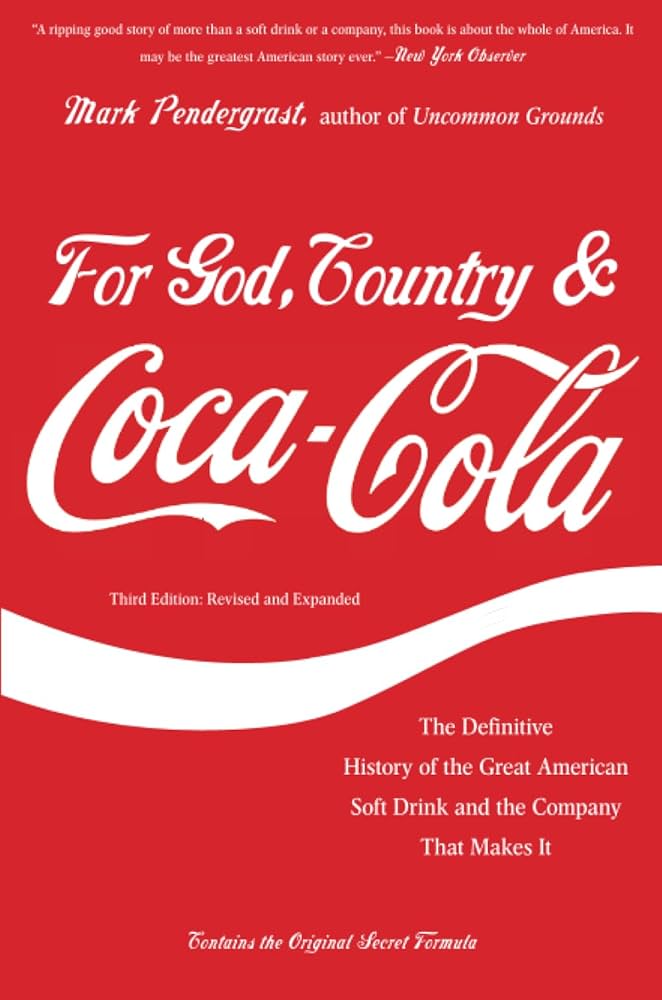 “A ripping good story of more than a soft drink or a company, this book is about the whole of America. It
may be the greatest American story ever.” –New York Observer
Mark Pendergrast, author of Uncommon Grounds
For God, Country &
Coca-Cola
Third Edition: Revised and Expanded
The Definitive
History of the Great American
Soft Drink and the Company
That Makes It
Contains the Original Secret Formula